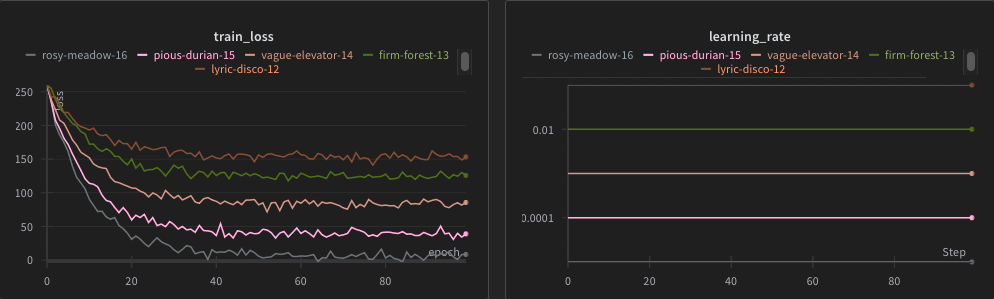 train_loss
rosy-meadow-16 pious-durian-15 vague-elevator-14 firm-forest-13
lyric-disco-12
loss
250
200
150
100
50
0
epoch
0 20 40 60 80
learning_rate
rosy-meadow-16 pious-durian-15 vague-elevator-14 firm-forest-13
lyric-disco-12
0.01
0.0001
Step
0 20 40 60 80